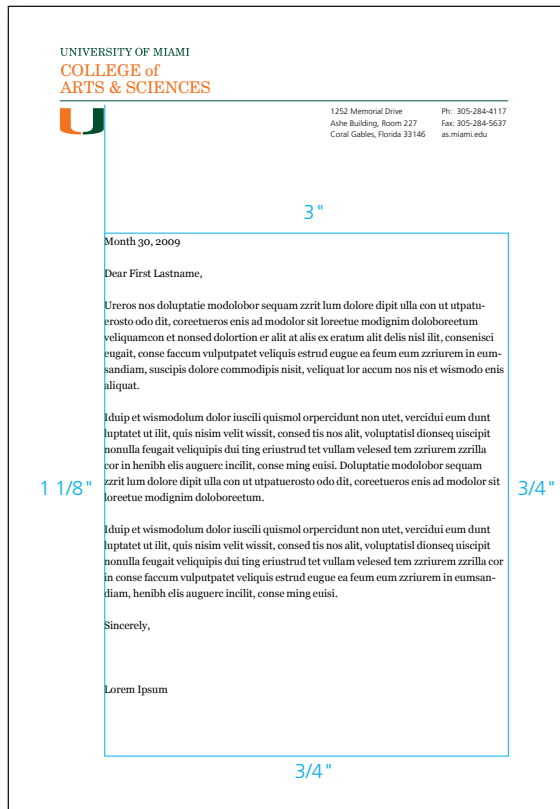 UNIVERSITY OF MIAMI
COLLEGE of
ARTS & SCIENCES
1252 Memorial Drive
Ashe Building, Room 227
Coral Gables, Florida 33146
Ph: 305-284-4117
Fax: 305-284-5637
as.miami.edu
3"
Month 30, 2009
Dear First Lastname,
Ureros nos doluptatie modolobor sequam zzrit lum dolore dipit ulla con ut utpatu-
erosto odo dit, coreetueros enis ad modolor sit loreetue modignim doloboreetum
veliquamcon et nonsed dolortion er alit at alis ex eratum alit delis nisl ilit, consenisci
eugait, conse faccum vulputpatet veliquis estrud eugue ea feum eum zzriurem in eum-
sandiam, suscipis dolore commodipis nisit, veliquat lor accum nos nis et wismodo enis
aliquat.
Iduip et wismodolum dolor iuscili quismol orpercidunt non utet, vercidui eum dunt
luptatet ut ilit, quis nisim velit wissit, consed tis nos alit, voluptatisl dionseq uiscipit
nonulla feugait veliquipis dui ting eriustrud tet vullam velesed tem zzriurem zzrilla
cor in henibh elis auguerc incilit, conse ming euisi. Doluptatie modolobor sequam
zzrit lum dolore dipit ulla con ut utpatuerosto odo dit, coreetueros enis ad modolor sit
loreetue modignim doloboreetum.
1 1/8"
3/4"
Iduip et wismodolum dolor iuscili quismol orpercidunt non utet, vercidui eum dunt
luptatet ut ilit, quis nisim velit wissit, consed tis nos alit, voluptatisl dionseq uiscipit
nonulla feugait veliquipis dui ting eriustrud tet vullam velesed tem zzriurem zzrilla cor
in conse faccum vulputpatet veliquis estrud eugue ea feum eum zzriurem in eumsan-
diam, henibh elis auguerc incilit, conse ming euisi.
Sincerely,
Lorem Ipsum
3/4"